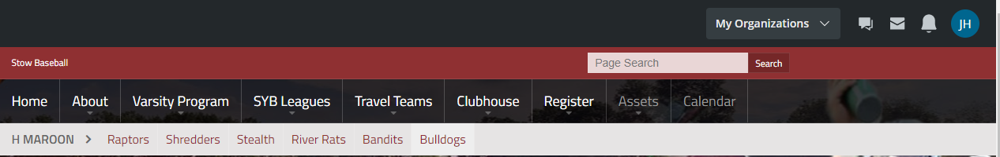 My Organizations JH
Stow Baseball Page Search Search
Home About Varsity Program SYB Leagues Travel Teams Clubhouse Register Assets Calendar
H MAROON > Raptors Shredders Stealth River Rats Bandits Bulldogs